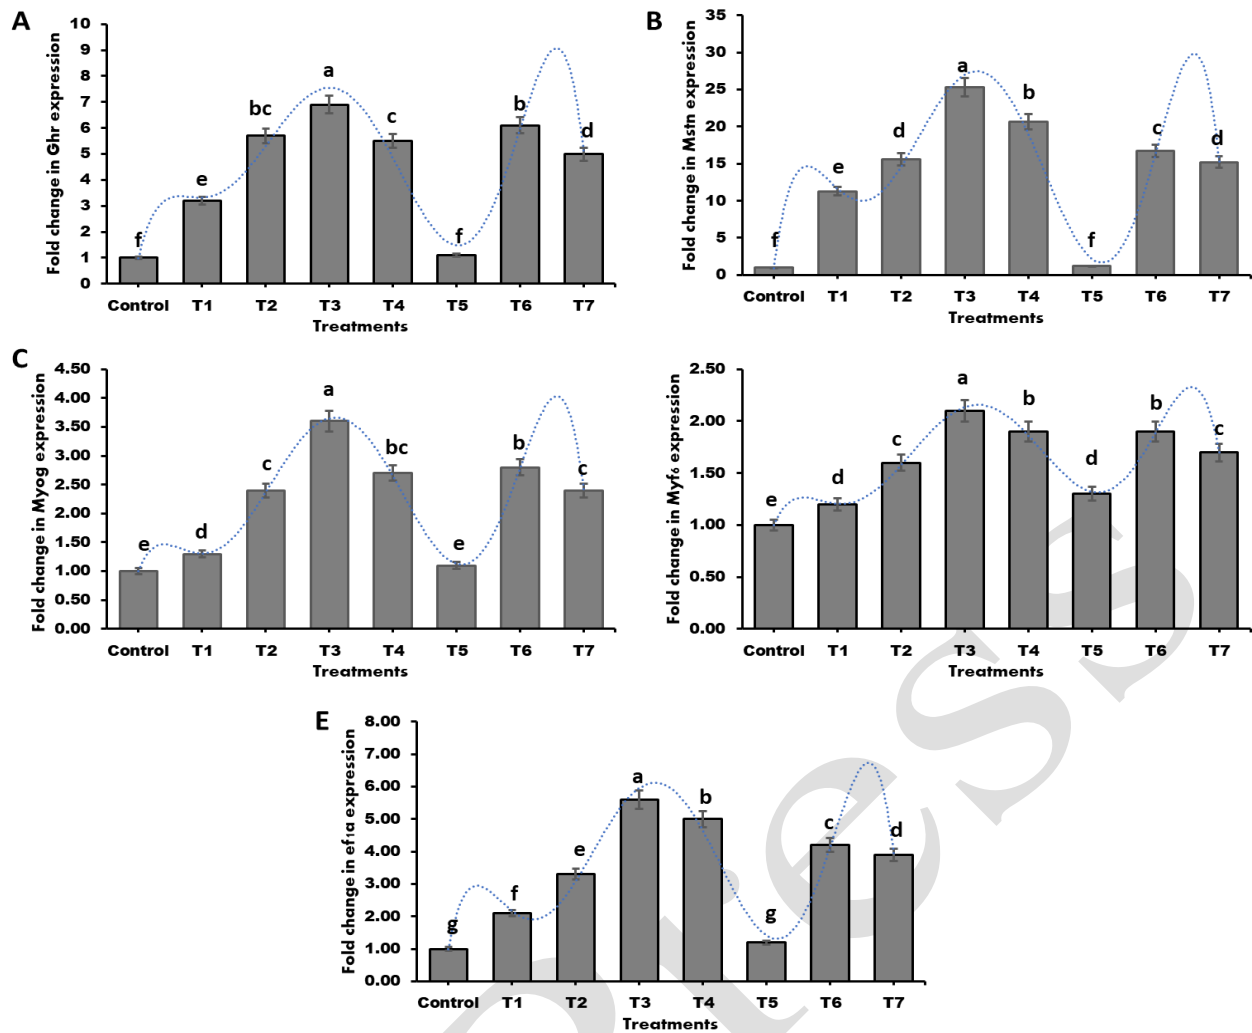 A
Fold change in Ghr expression
10
9
8
7
6
5
4
3
2
1
0
f
e
bc
a
c
f
b
d
Control T1 T2 T3 T4 T5 T6 T7
Treatments
B
Fold change in Mstn expression
35
30
25
20
15
10
5
0
f
e
d
a
b
f
c
d
Control T1 T2 T3 T4 T5 T6 T7
Treatments
C
Fold change in Myog expression
4.50
4.00
3.50
3.00
2.50
2.00
1.50
1.00
0.50
0.00
e
d
c
a
bc
e
b
c
Control T1 T2 T3 T4 T5 T6 T7
Treatments
Fold change in Myf6 expression
2.50
2.00
1.50
1.00
0.50
0.00
e
d
c
a
b
d
b
c
Control T1 T2 T3 T4 T5 T6 T7
Treatments
E
Fold change in ef1α expression
8.00
7.00
6.00
5.00
4.00
3.00
2.00
1.00
0.00
g
f
e
a
b
g
c
d
Control T1 T2 T3 T4 T5 T6 T7
Treatments
Press